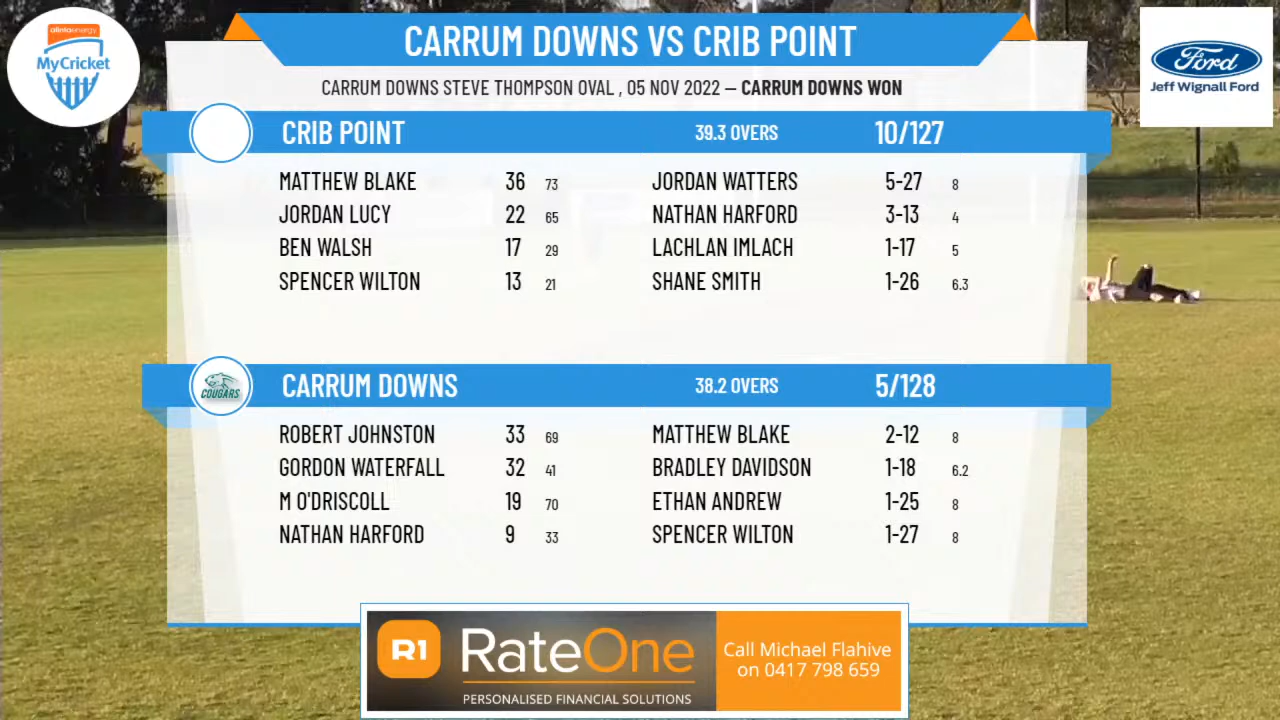 alintaenergy
MyCricket
CARRUM DOWNS VS CRIB POINT
Ford
Jeff Wignall Ford
CARRUM DOWNS STEVE THOMPSON OVAL , 05 NOV 2022 – CARRUM DOWNS WON
CRIB POINT 39.3 OVERS 10/127
MATTHEW BLAKE 36 73 JORDAN WATTERS 5-27 8
JORDAN LUCY 22 65 NATHAN HARFORD 3-13 4
BEN WALSH 17 29 LACHLAN IMLACH 1-17 5
SPENCER WILTON 13 21 SHANE SMITH 1-26 6.3
COUGARS
CARRUM DOWNS 38.2 OVERS 5/128
ROBERT JOHNSTON 33 69 MATTHEW BLAKE 2-12 8
GORDON WATERFALL 32 41 BRADLEY DAVIDSON 1-18 6.2
M O'DRISCOLL 19 70 ETHAN ANDREW 1-25 8
NATHAN HARFORD 9 33 SPENCER WILTON 1-27 8
R1 RateOne
PERSONALISED FINANCIAL SOLUTIONS
Call Michael Flahive
on 0417 798 659